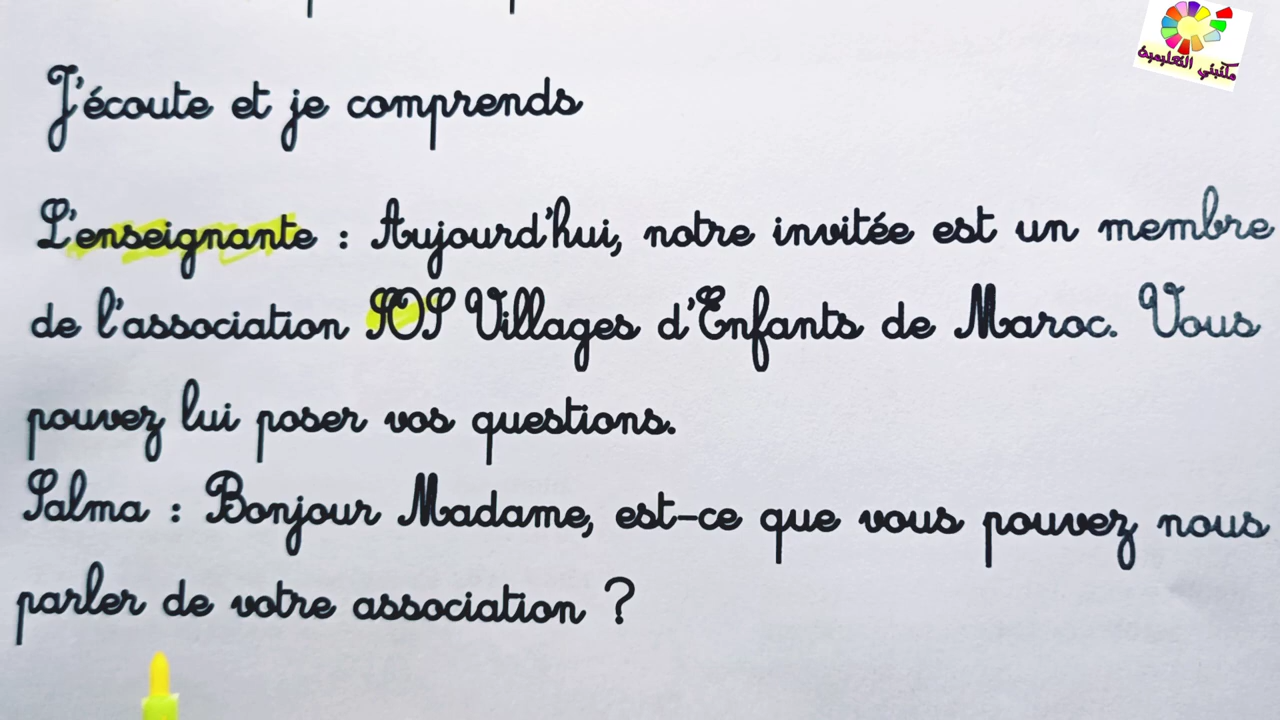 مكتبتي التعليمية
J'écoute et je comprends
L'enseignante : Aujourd'hui, notre invitée est un membre
de l'association SOS Villages d'Enfants de Maroc. Vous
pouvez lui poser vos questions.
Salma : Bonjour Madame, est-ce que vous pouvez nous
parler de votre association ?